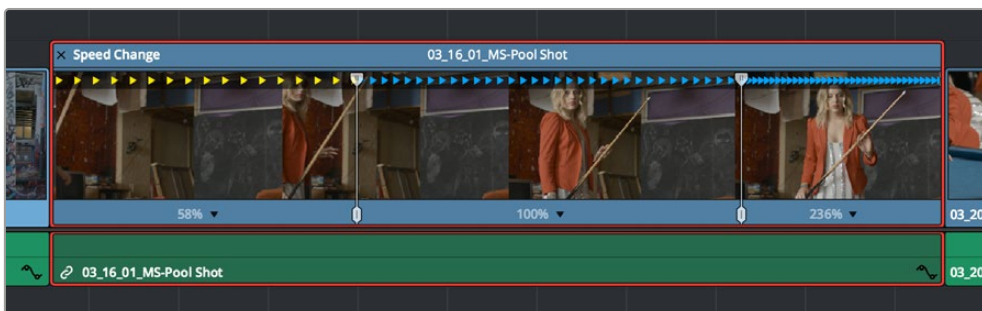 × Speed Change 03_16_01_MS-Pool Shot
58% 100% 236%
03_20
03_16_01_MS-Pool Shot
03_20